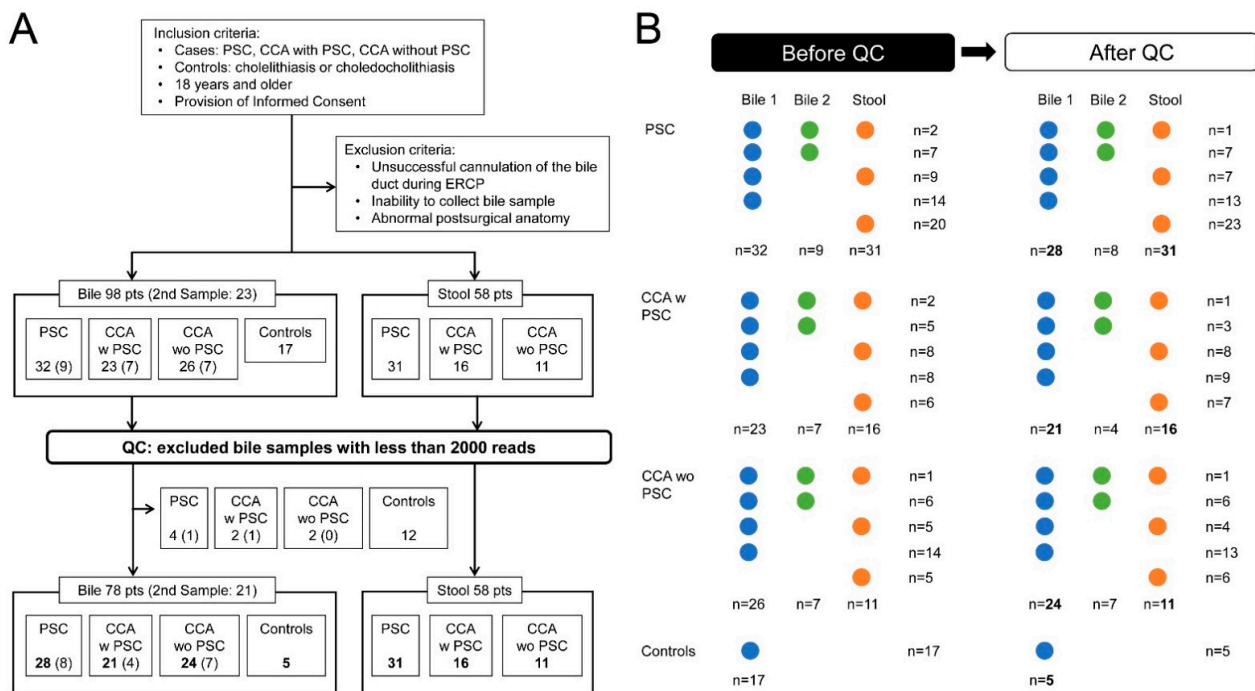 A
Inclusion criteria:
• Cases: PSC, CCA with PSC, CCA without PSC
• Controls: cholelithiasis or choledocholithiasis
• 18 years and older
• Provision of Informed Consent
Exclusion criteria:
• Unsuccessful cannulation of the bile
duct during ERCP
• Inability to collect bile sample
• Abnormal postsurgical anatomy
Bile 98 pts (2nd Sample: 23)
PSC
32 (9)
CCA
w PSC
23 (7)
CCA
wo PSC
26 (7)
Controls
17
Stool 58 pts
PSC
31
CCA
w PSC
16
CCA
wo PSC
11
QC: excluded bile samples with less than 2000 reads
PSC
4 (1)
CCA
w PSC
2 (1)
CCA
wo PSC
2 (0)
Controls
12
Bile 78 pts (2nd Sample: 21)
PSC
28 (8)
CCA
w PSC
21 (4)
CCA
wo PSC
24 (7)
Controls
5
Stool 58 pts
PSC
31
CCA
w PSC
16
CCA
wo PSC
11
B
Before QC
After QC
Bile 1 Bile 2 Stool
Bile 1 Bile 2 Stool
PSC
n=2 n=1
n=7 n=7
n=9 n=7
n=14 n=13
n=20 n=23
n=32 n=9 n=31 n=28 n=8 n=31
CCA w
PSC
n=2 n=1
n=5 n=3
n=8 n=8
n=8 n=9
n=6 n=7
n=23 n=7 n=16 n=21 n=4 n=16
CCA wo
PSC
n=1 n=1
n=6 n=6
n=5 n=4
n=14 n=13
n=5 n=6
n=26 n=7 n=11 n=24 n=7 n=11
Controls n=17 n=5
n=17 n=5